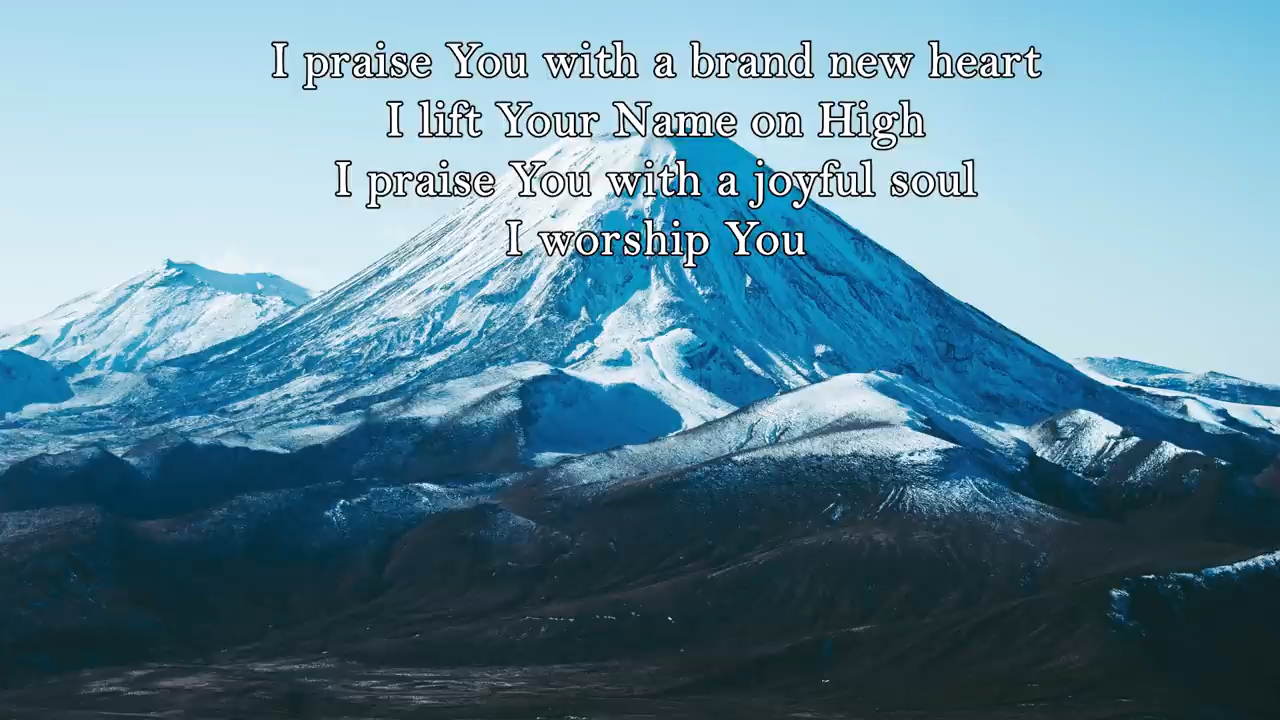 I praise You with a brand new heart
I lift Your Name on High
I praise You with a joyful soul
I worship You